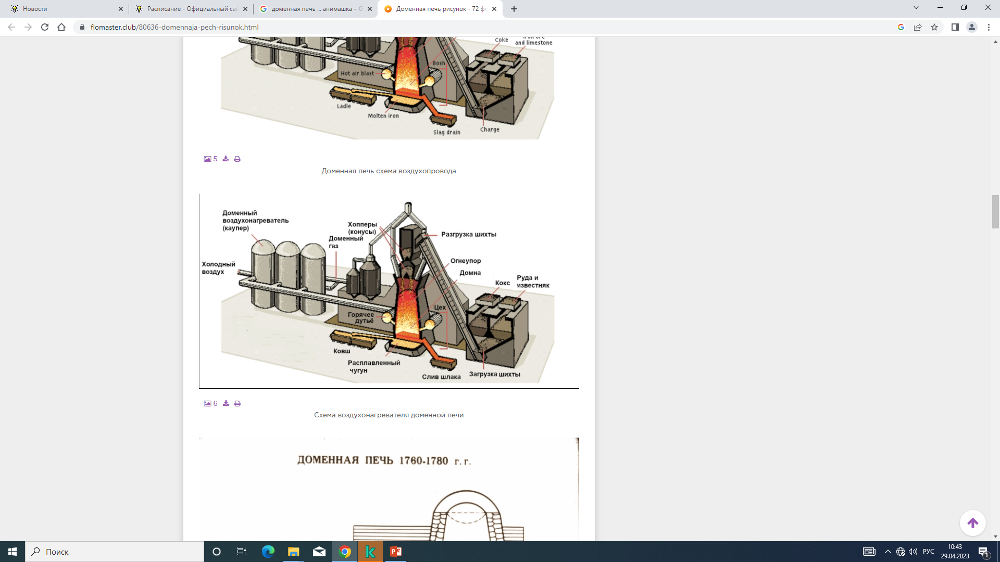 Новости
Расписание - Официальный сай
доменная печь ... анимашка – G
Доменная печь рисунок - 72 фо
flomaster.club/80636-domennaja-pech-risunok.html
Coke
and limestone
Bosh
Hot air blast
Ladle
Molten iron
Slag drain
Charge
5
Доменная печь схема воздухопровода
Доменный
воздухонагреватель
(каупер)
Хопперы
(конусы)
Доменный
газ
Разгрузка шихты
Холодный
воздух
Огнеупор
Домна
Кокс
Руда и
известняк
Цех
Горячее
дутьё
Ковш
Расплавленный
чугун
Слив шлака
Загрузка шихты
6
Схема воздухонагревателя доменной печи
ДОМЕННАЯ ПЕЧЬ 1760-1780 г.г.
Поиск
РУС
10:43
29.04.2023
1